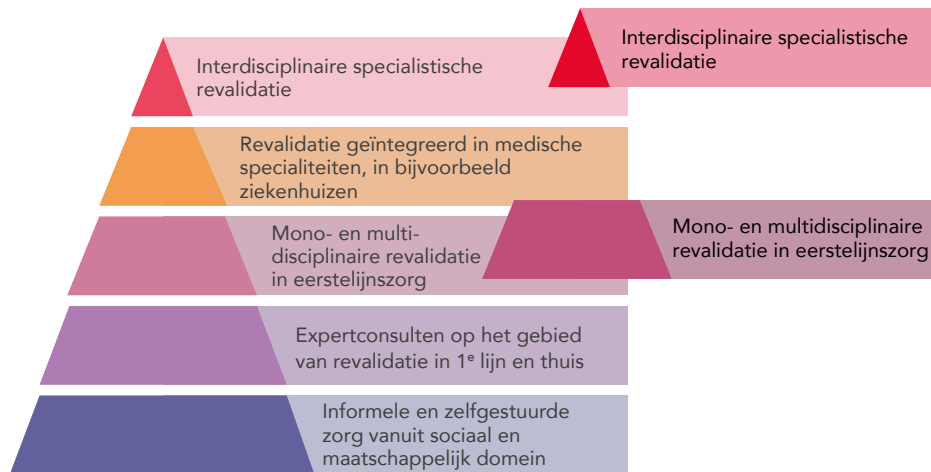 Interdisciplinaire specialistische
revalidatie
Revalidatie geïntegreerd in medische
specialiteiten, in bijvoorbeeld
ziekenhuizen
Mono- en multi-
disciplinaire revalidatie
in eerstelijnszorg
Expertconsulten op het gebied
van revalidatie in 1e lijn en thuis
Informele en zelfgestuurde
zorg vanuit sociaal en
maatschappelijk domein
Interdisciplinaire specialistische
revalidatie
Mono- en multidisciplinaire
revalidatie in eerstelijnszorg